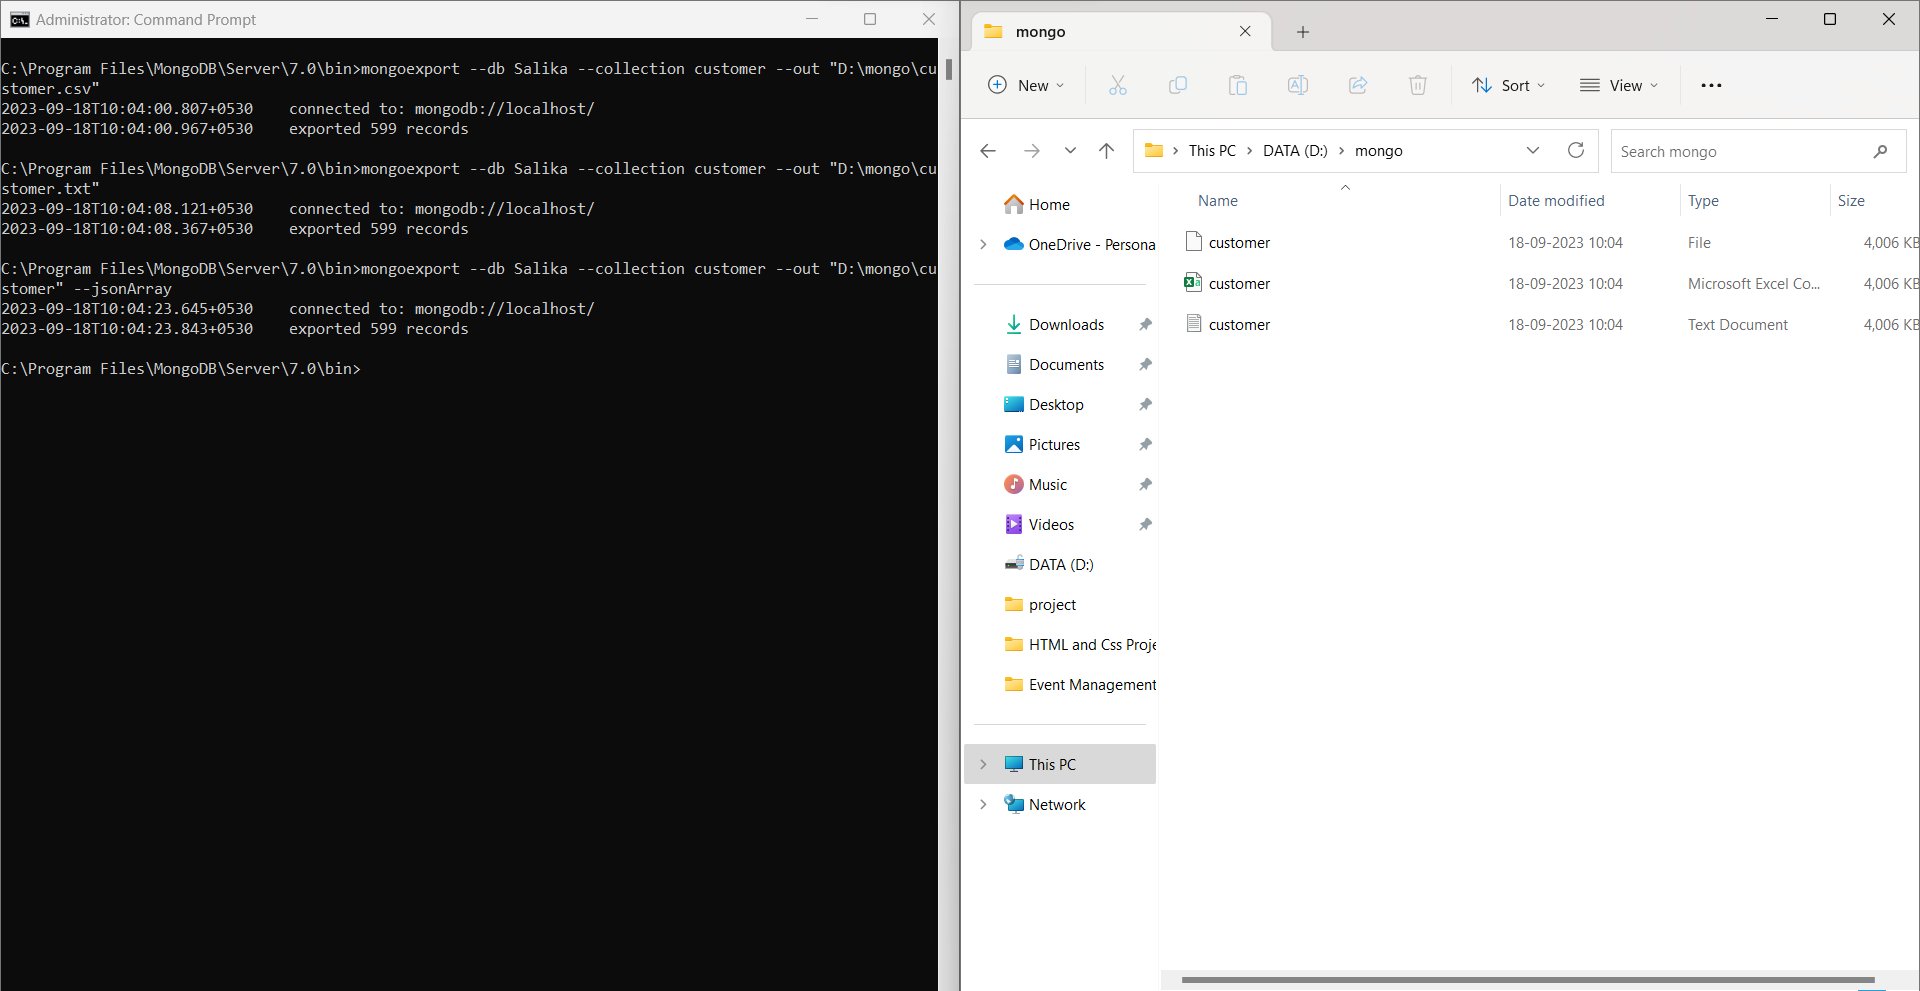 Administrator: Command Prompt
C:\Program Files\MongoDB\Server\7.0\bin>mongoexport --db Salika --collection customer --out "D:\mongo\cu
stomer.csv"
2023-09-18T10:04:00.807+0530    connected to: mongodb://localhost/
2023-09-18T10:04:00.967+0530    exported 599 records
C:\Program Files\MongoDB\Server\7.0\bin>mongoexport --db Salika --collection customer --out "D:\mongo\cu
stomer.txt"
2023-09-18T10:04:08.121+0530    connected to: mongodb://localhost/
2023-09-18T10:04:08.367+0530    exported 599 records
C:\Program Files\MongoDB\Server\7.0\bin>mongoexport --db Salika --collection customer --out "D:\mongo\cu
stomer" --jsonArray
2023-09-18T10:04:23.645+0530    connected to: mongodb://localhost/
2023-09-18T10:04:23.843+0530    exported 599 records
C:\Program Files\MongoDB\Server\7.0\bin>
mongo
New Sort View
This PC DATA (D:) mongo
Search mongo
Home
OneDrive - Persona
Downloads
Documents
Desktop
Pictures
Music
Videos
DATA (D:)
project
HTML and Css Proje
Event Management
This PC
Network
Name Date modified Type Size
customer 18-09-2023 10:04 File 4,006 KB
customer 18-09-2023 10:04 Microsoft Excel Co... 4,006 KB
customer 18-09-2023 10:04 Text Document 4,006 KB